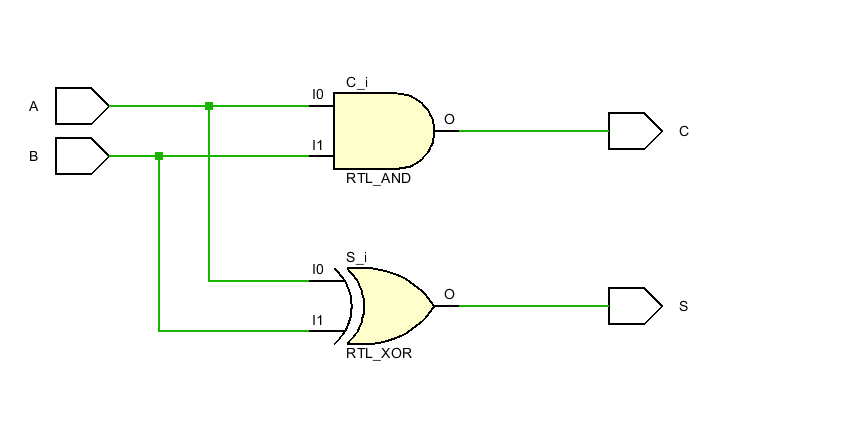 C_i
A
I0
O
C
B
I1
RTL_AND
S_i
I0
O
S
I1
RTL_XOR